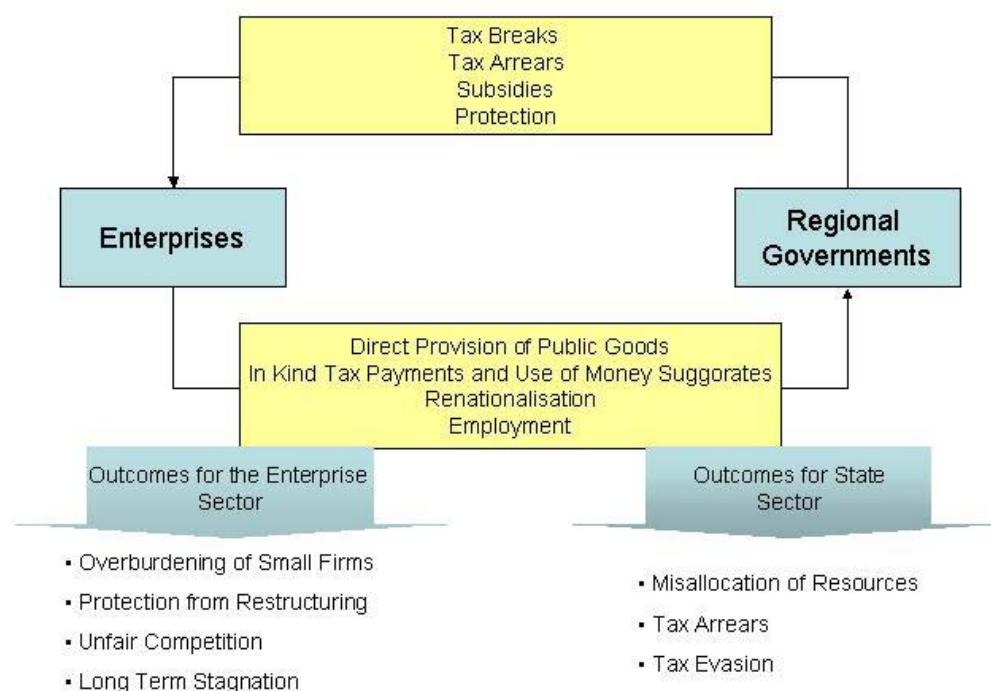 Tax Breaks
Tax Arrears
Subsidies
Protection
Enterprises
Regional
Governments
Direct Provision of Public Goods
In Kind Tax Payments and Use of Money Suggorates
Renationalisation
Employment
Outcomes for the Enterprise
Sector
▪ Overburdening of Small Firms
▪ Protection from Restructuring
▪ Unfair Competition
▪ Long Term Stagnation
Outcomes for State
Sector
▪ Misallocation of Resources
▪ Tax Arrears
▪ Tax Evasion